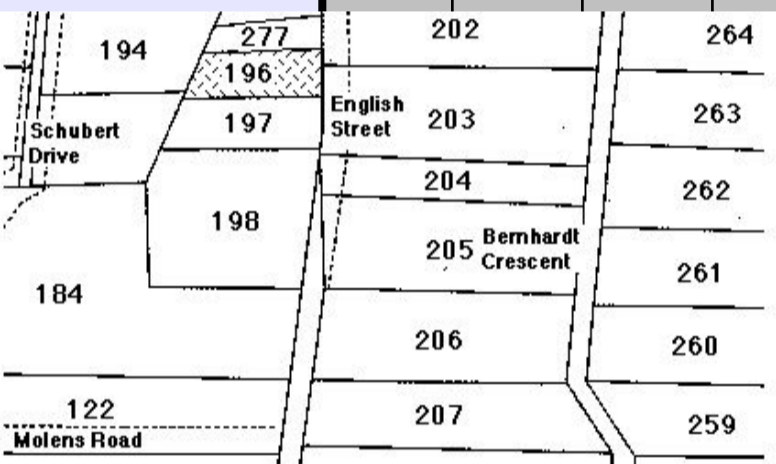 202
264
277
194
196
English
Street
263
203
197
Schubert
Drive
204
262
198
205
Bernhardt
Crescent
261
184
206
260
122
207
259
Molens Road